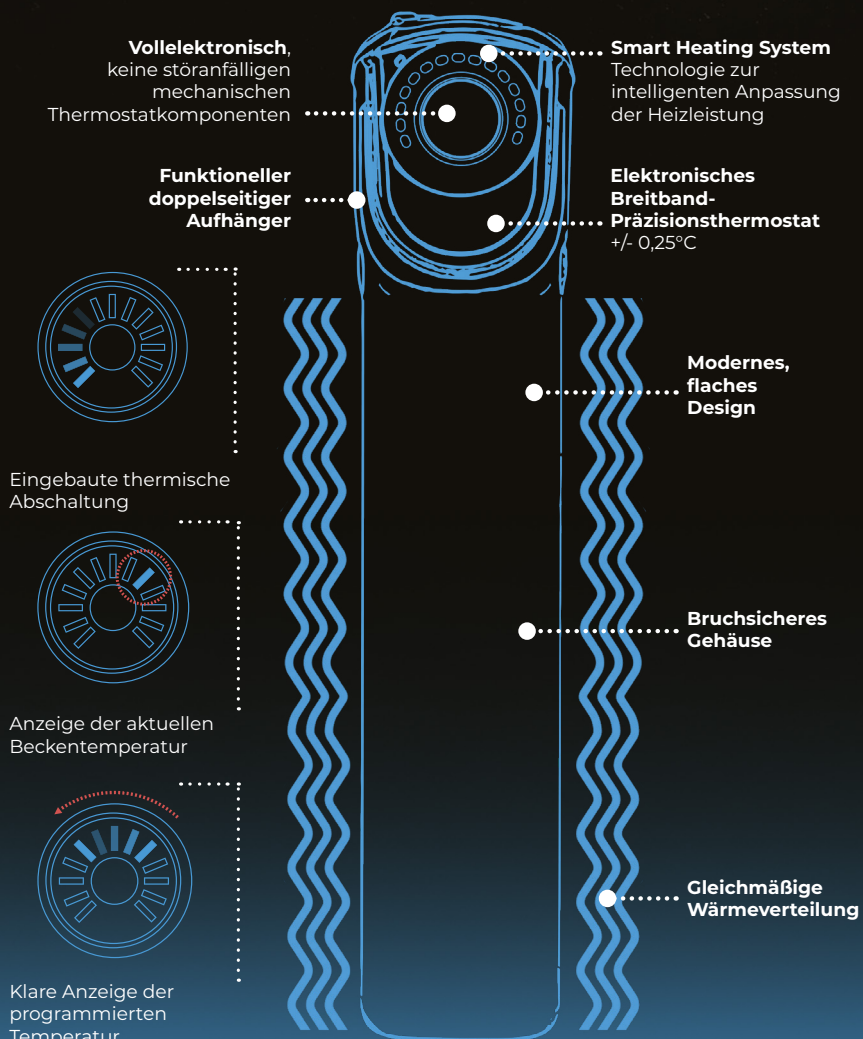 Vollelektronisch,
keine störanfälligen
mechanischen
Thermostatkomponenten
Smart Heating System
Technologie zur
intelligenten Anpassung
der Heizleistung
Funktioneller
doppelseitiger
Aufhänger
Elektronisches
Breitband-
Präzisionsthermostat
+/- 0,25°C
Eingebaute thermische
Abschaltung
Modernes,
flaches
Design
Anzeige der aktuellen
Beckentemperatur
Bruchsicheres
Gehäuse
Klare Anzeige der
programmierten
Temperatur
Gleichmäßige
Wärmeverteilung